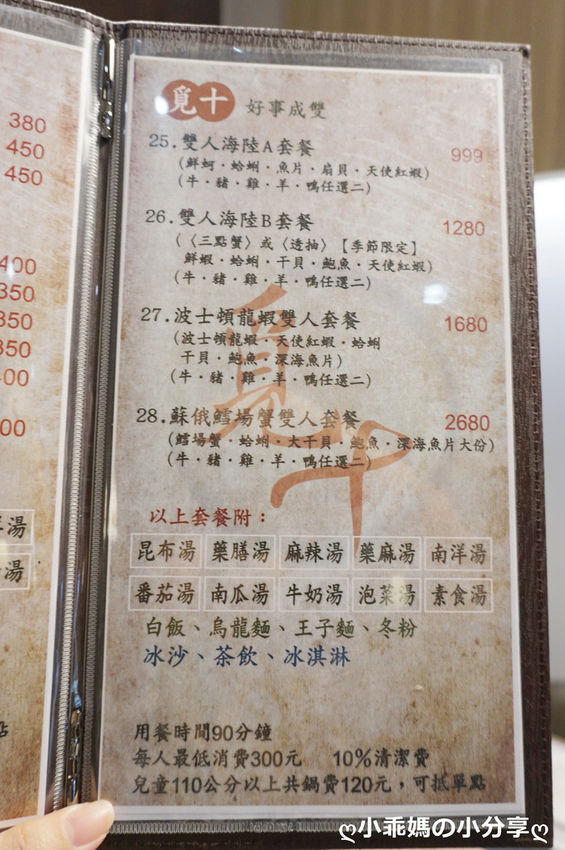 380
450
450
400
350
350
350
400
00
湯
湯
點
覓十 好事成雙
25.雙人海陸A套餐 999
(鮮蚵·蛤蜊·魚片·扇貝·天使紅蝦)
(牛·豬·雞·羊·鴨任選二)
26.雙人海陸B套餐 1280
(〈三點蟹〉或〈透抽〉【季節限定】
鮮蝦·蛤蜊·干貝·鮑魚·天使紅蝦)
(牛·豬·雞·羊·鴨任選二)
27.波士頓龍蝦雙人套餐 1680
(波士頓龍蝦·天使紅蝦·蛤蜊
干貝·鮑魚·深海魚片)
(牛·豬·雞·羊·鴨任選二)
28.蘇俄鱈場蟹雙人套餐 2680
(鱈場蟹·蛤蜊·大干貝·鮑魚·深海魚片大份)
(牛·豬·雞·羊·鴨任選二)
覓十
以上套餐附：
昆布湯 藥膳湯 麻辣湯 藥麻湯 南洋湯
番茄湯 南瓜湯 牛奶湯 泡菜湯 素食湯
白飯、烏龍麵、王子麵、冬粉
冰沙、茶飲、冰淇淋
用餐時間90分鐘
每人最低消費300元 10%清潔費
兒童110公分以上共鍋費120元，可抵單點
ღ小乖媽の小分享ღ